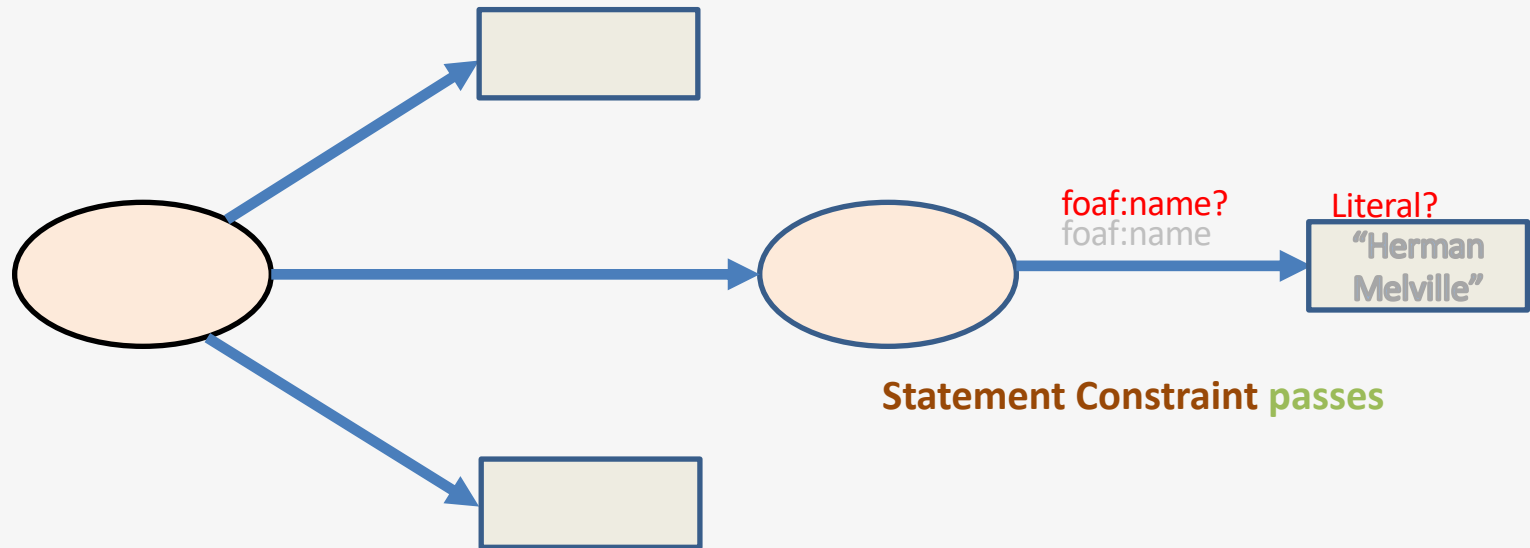 foaf:name?
foaf:name
Literal?
“Herman
Melville”
Statement Constraint passes